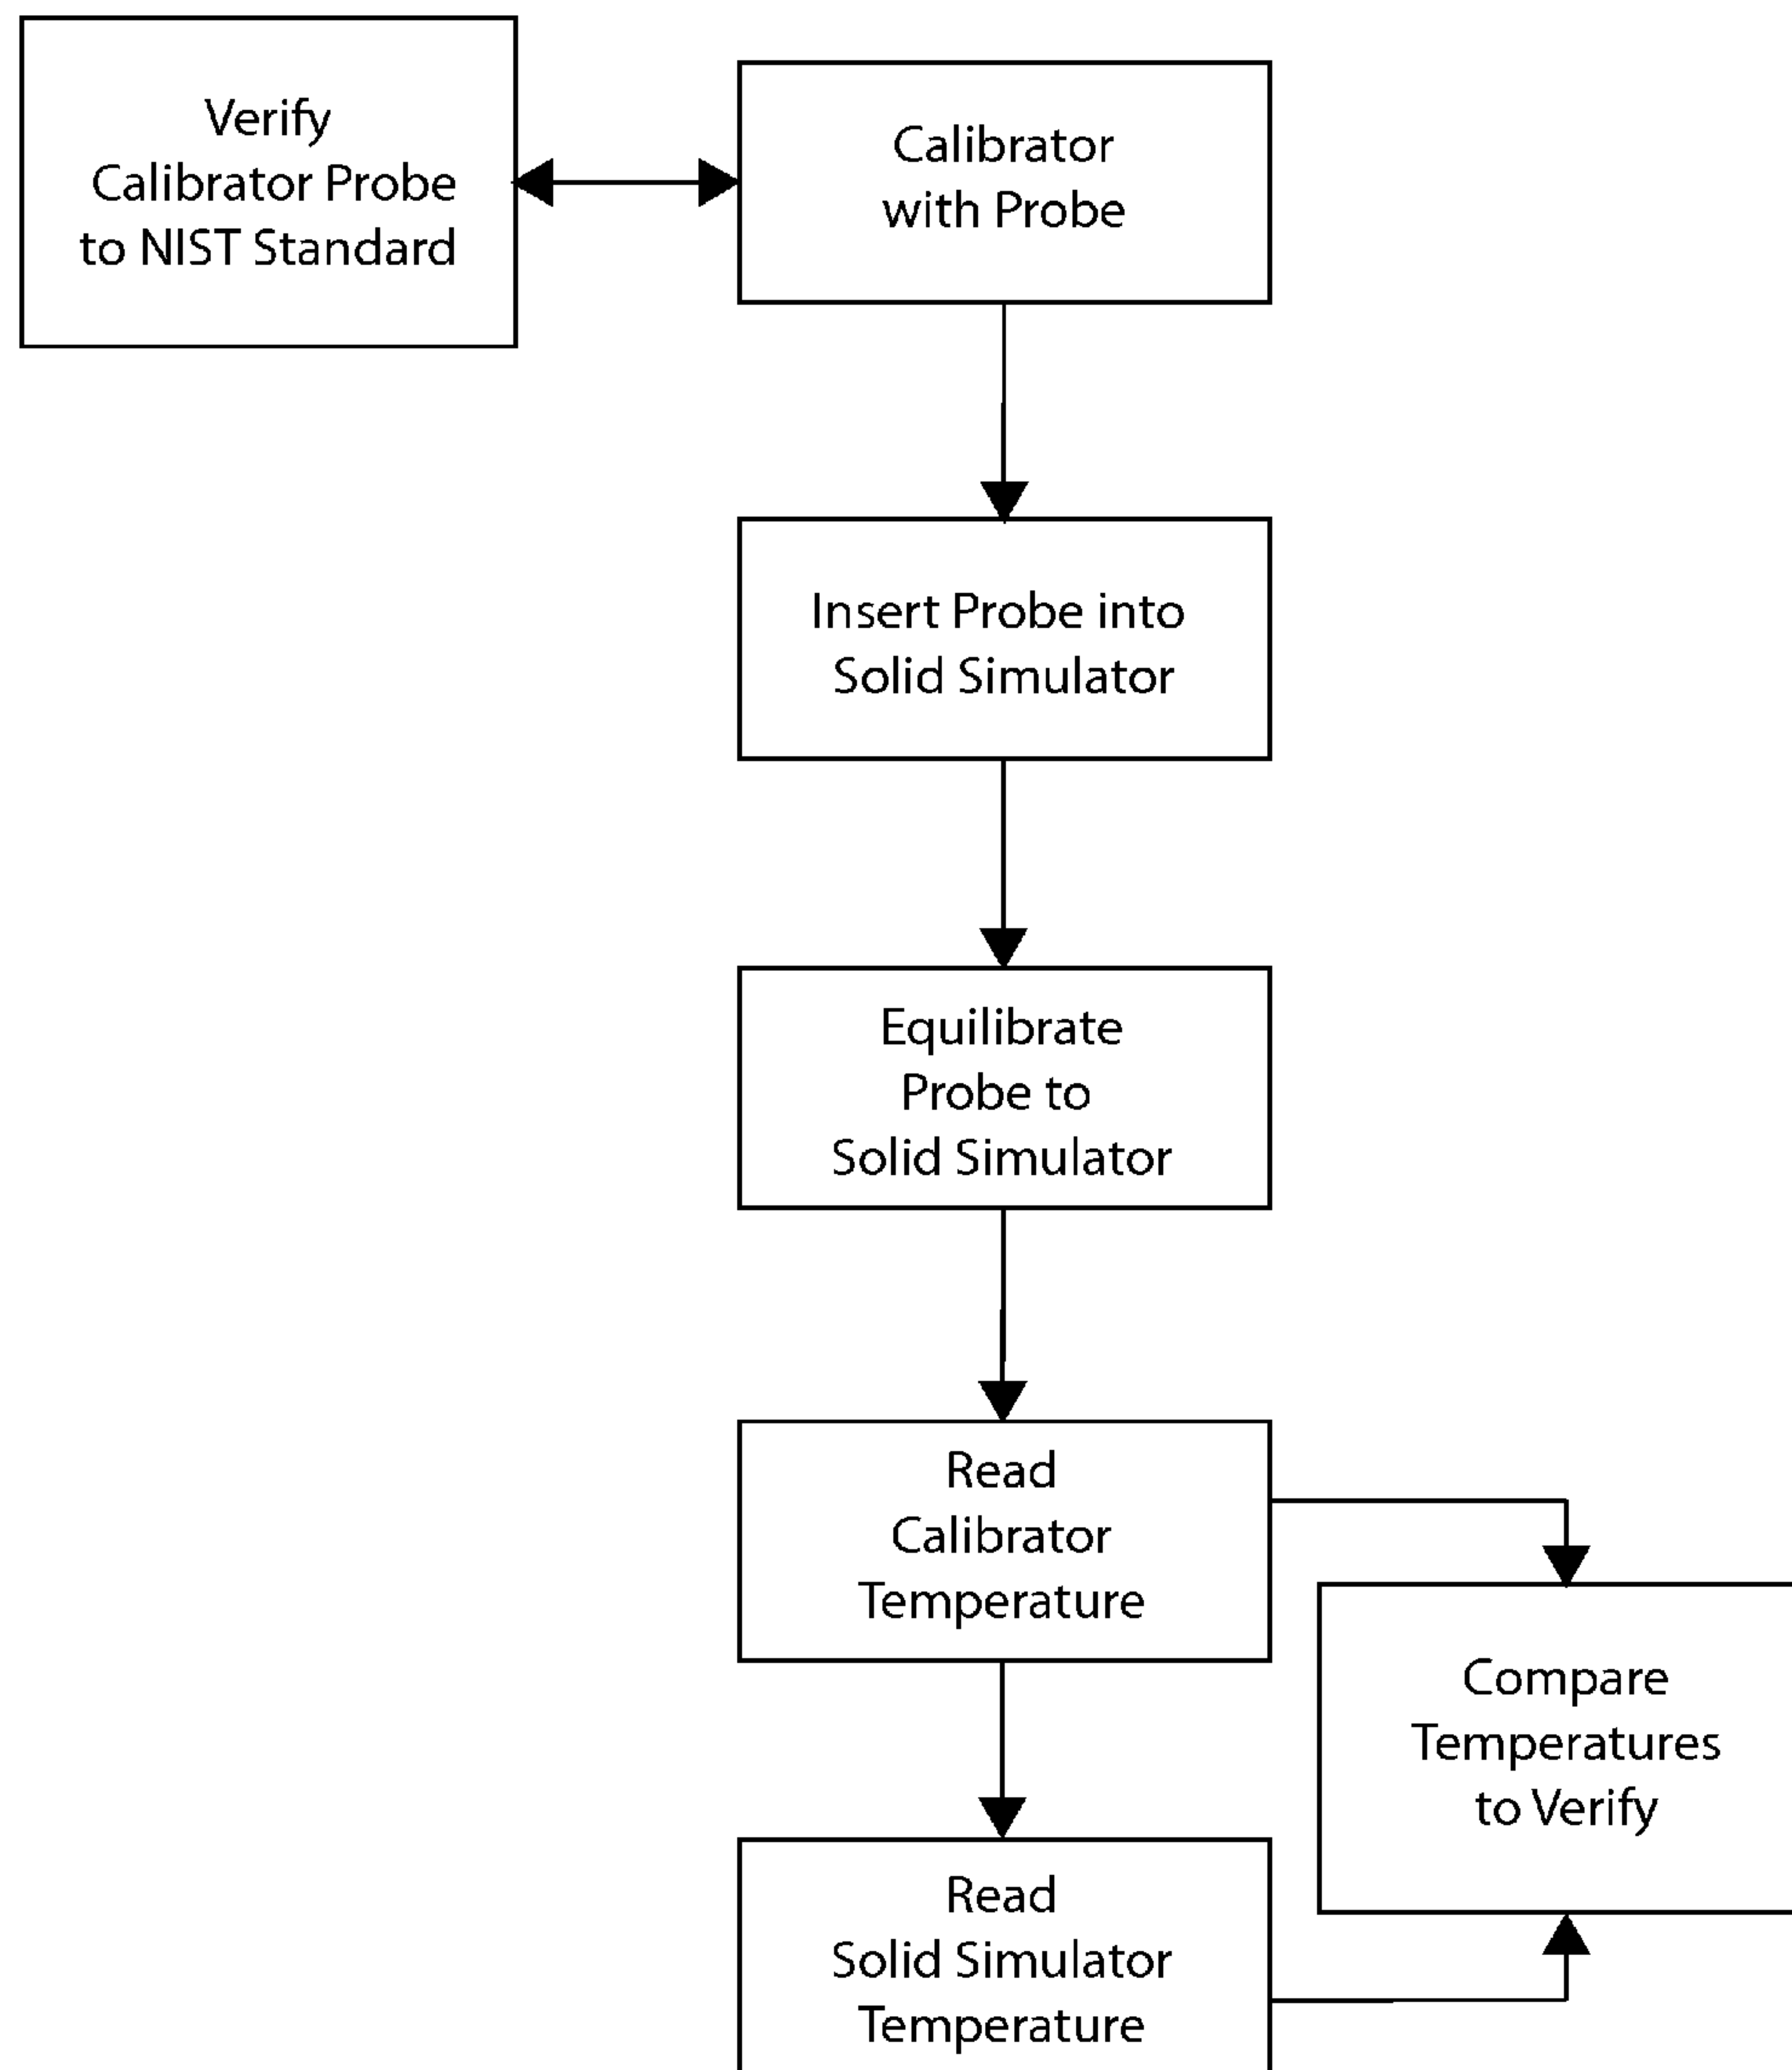 Verify
Calibrator Probe
to NIST Standard
Calibrator
with Probe
Insert Probe into
Solid Simulator
Equilibrate
Probe to
Solid Simulator
Read
Calibrator
Temperature
Compare
Temperatures
to Verify
Read
Solid Simulator
Temperature